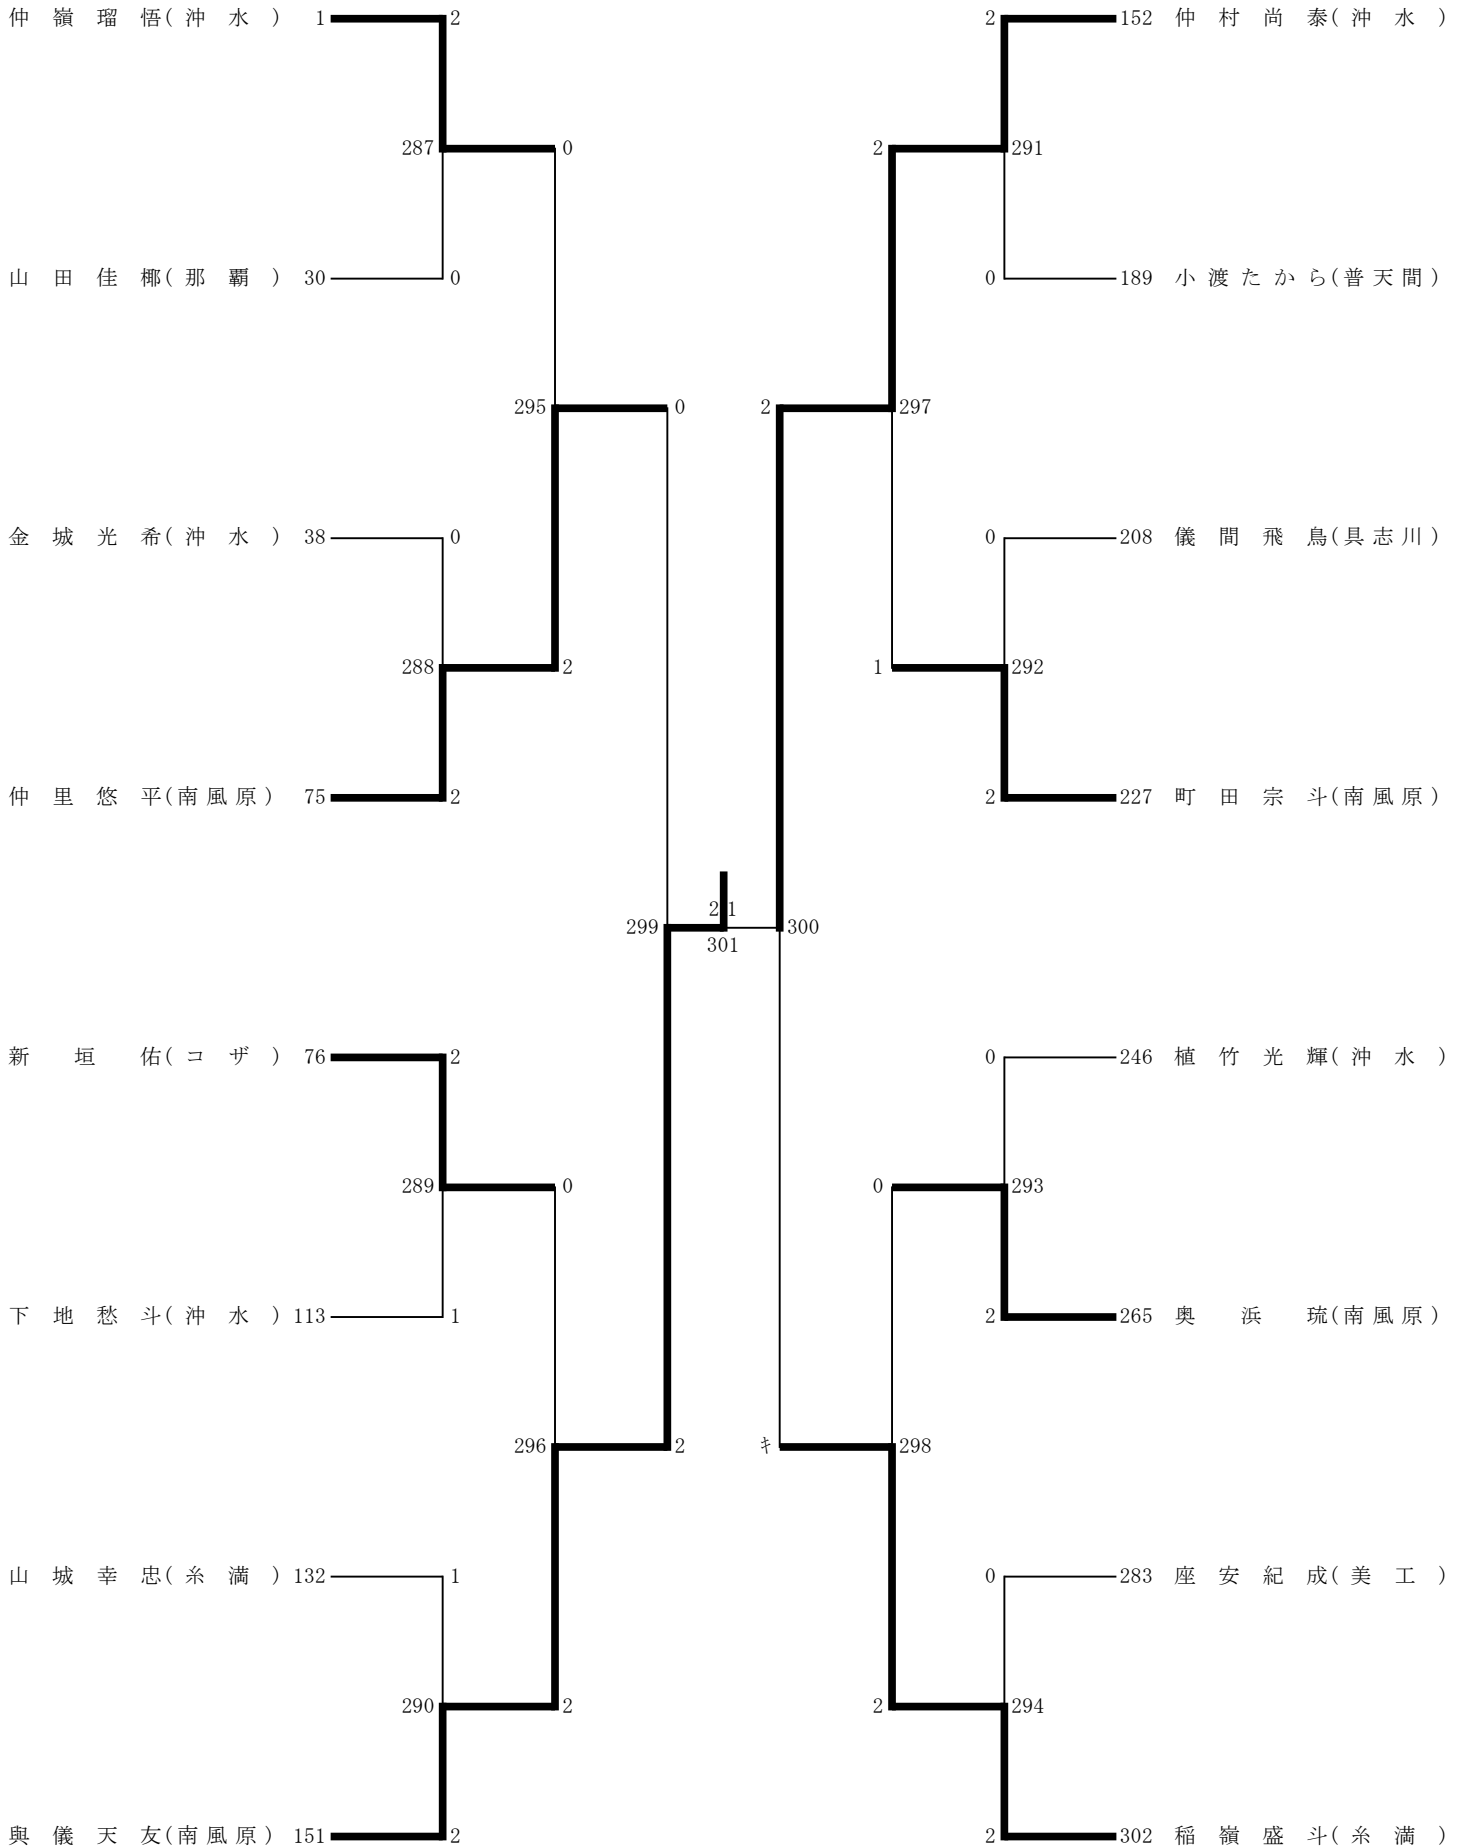 仲嶺瑠悟(沖水) 1 2
2 152 仲村尚泰(沖水)
287 0
2 291
山田佳椰(那覇) 30 0
0 189 小渡たから(普天間)
295 0
2 297
金城光希(沖水) 38 0
0 208 儀間飛鳥(具志川)
288 2
1 292
仲里悠平(南風原) 75 2
2 227 町田宗斗(南風原)
2 1
299 300
301
新垣佑(コザ) 76 2
0 246 植竹光輝(沖水)
289 0
0 293
下地愁斗(沖水) 113 1
2 265 奥浜琉(南風原)
296 2
キ 298
山城幸忠(糸満) 132 1
0 283 座安紀成(美工)
290 2
2 294
與儀天友(南風原) 151 2
2 302 稲嶺盛斗(糸満)